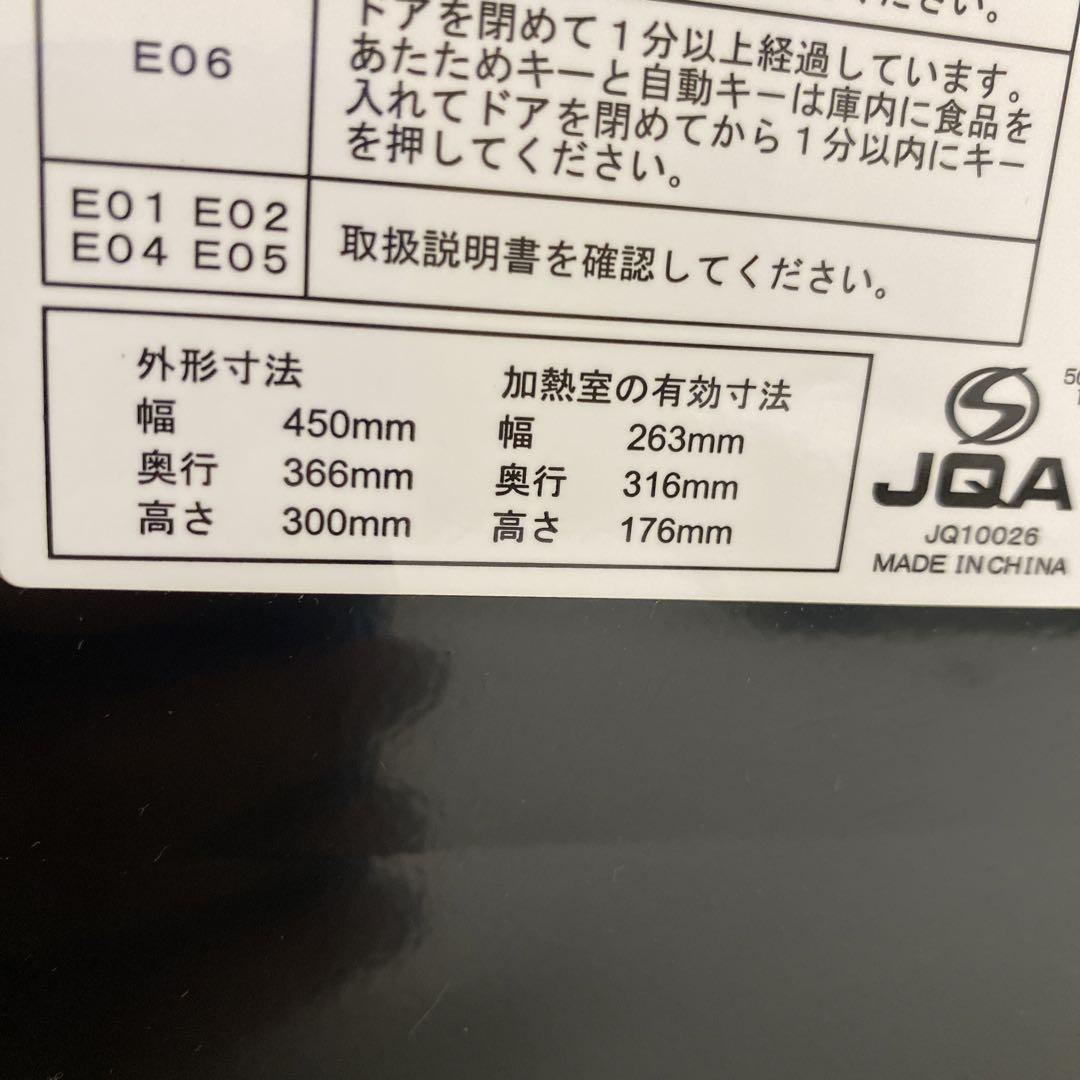 ください。
E06
ドアを閉めて1分以上経過しています。
あたためキーと自動キーは庫内に食品を
入れてドアを閉めてから1分以内にキー
を押してください。
E01 E02
E04 E05
取扱説明書を確認してください。
外形寸法
幅 450mm
奥行 366mm
高さ 300mm
加熱室の有効寸法
幅 263mm
奥行 316mm
高さ 176mm
JQA
JQ10026
MADE IN CHINA